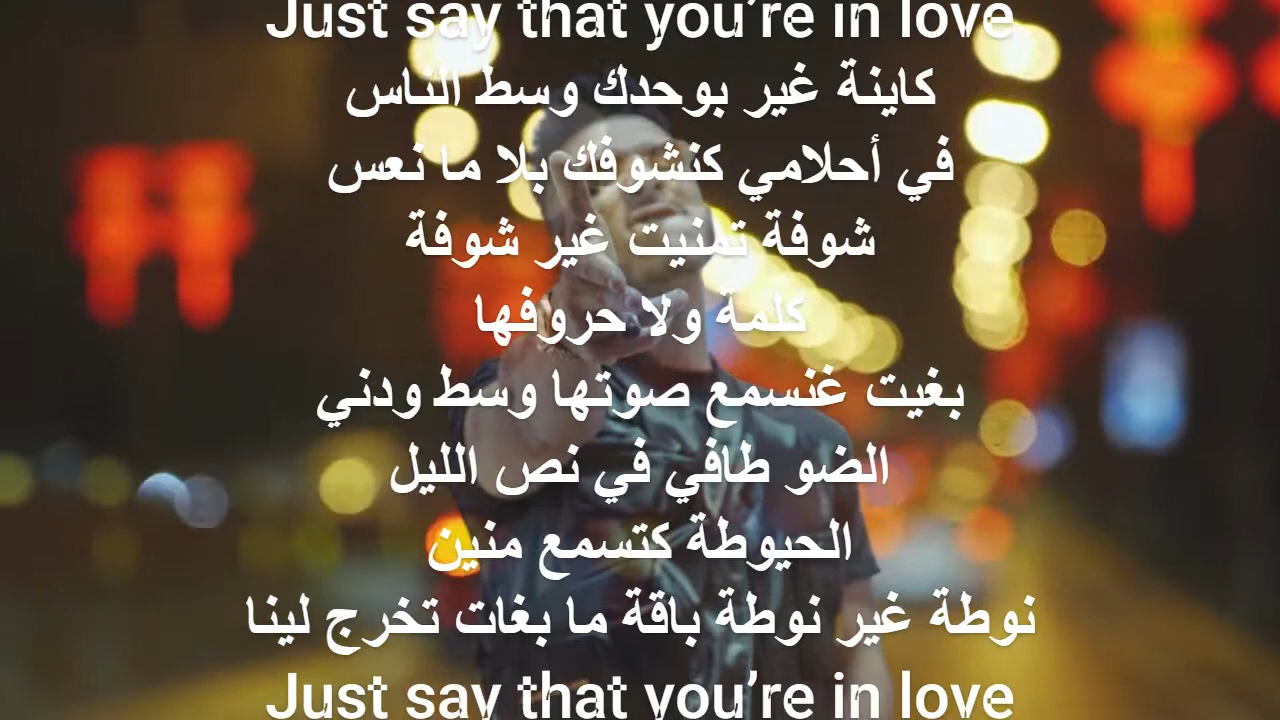 Just say that you’re in love
كاينة غير بوحدك وسط الناس
في أحلامي كنشوفك بلا ما نعس
شوفة تمنيت غير شوفة
كلمة ولا حروفها
بغيت غنسمع صوتها وسط ودني
الضو طافي في نص الليل
الحيوطة كتسمع منين
نوطة غير نوطة باقة ما بغات تخرج لينا
Just say that you’re in love